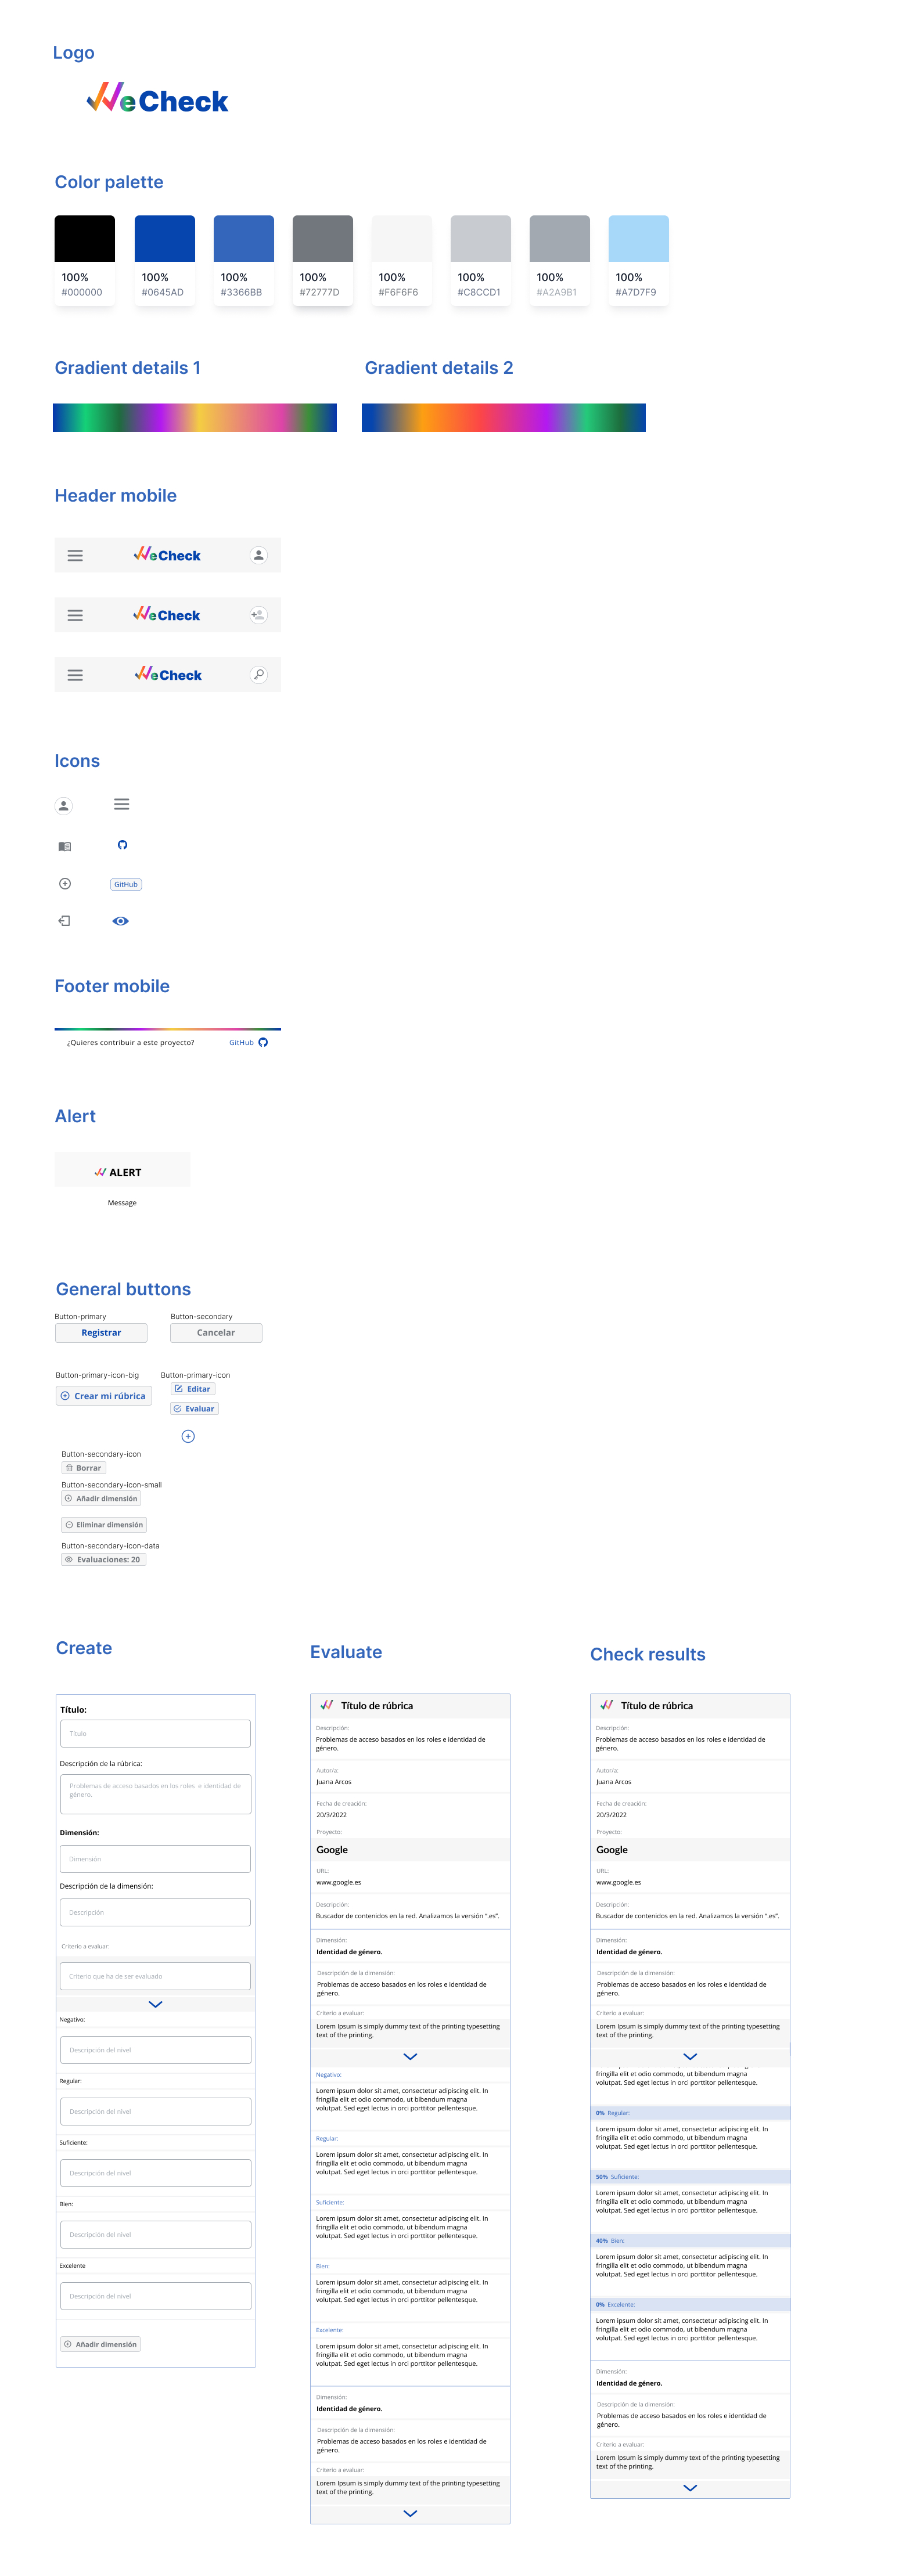 Logo
WeCheck
Color palette
100%
#000000
100%
#0645AD
100%
#3366BB
100%
#72777D
100%
#F6F6F6
100%
#C8CCD1
100%
#A2A9B1
100%
#A7D7F9
Gradient details 1
Gradient details 2
Header mobile
WeCheck
WeCheck
WeCheck
Icons
GitHub
Footer mobile
¿Quieres contribuir a este proyecto?
GitHub
Alert
ALERT
Message
General buttons
Button-primary
Button-secondary
Registrar
Cancelar
Button-primary-icon-big
Button-primary-icon
Crear mi rúbrica
Editar
Evaluar
Button-secondary-icon
Borrar
Button-secondary-icon-small
Añadir dimensión
Eliminar dimensión
Button-secondary-icon-data
Evaluaciones: 20
Create
Título:
Título
Descripción de la rúbrica:
Problemas de acceso basados en los roles e identidad de
género.
Dimensión:
Dimensión
Descripción de la dimensión:
Descripción
Criterio a evaluar:
Criterio que ha de ser evaluado
Negativo:
Descripción del nivel
Regular:
Descripción del nivel
Suficiente:
Descripción del nivel
Bien:
Descripción del nivel
Excelente
Descripción del nivel
Añadir dimensión
Evaluate
Título de rúbrica
Descripción:
Problemas de acceso basados en los roles e identidad de
género.
Autor/a:
Juana Arcos
Fecha de creación:
20/3/2022
Proyecto:
Google
URL:
www.google.es
Descripción:
Buscador de contenidos en la red. Analizamos la versión ".es".
Dimensión:
Identidad de género.
Descripción de la dimensión:
Problemas de acceso basados en los roles e identidad de
género.
Criterio a evaluar:
Lorem Ipsum is simply dummy text of the printing typesetting
text of the printing.
Negativo:
Lorem ipsum dolor sit amet, consectetur adipiscing elit. In
fringilla elit et odio commodo, ut bibendum magna
volutpat. Sed eget lectus in orci porttitor pellentesque.
Regular:
Lorem ipsum dolor sit amet, consectetur adipiscing elit. In
fringilla elit et odio commodo, ut bibendum magna
volutpat. Sed eget lectus in orci porttitor pellentesque.
Suficiente:
Lorem ipsum dolor sit amet, consectetur adipiscing elit. In
fringilla elit et odio commodo, ut bibendum magna
volutpat. Sed eget lectus in orci porttitor pellentesque.
Bien:
Lorem ipsum dolor sit amet, consectetur adipiscing elit. In
fringilla elit et odio commodo, ut bibendum magna
volutpat. Sed eget lectus in orci porttitor pellentesque.
Excelente:
Lorem ipsum dolor sit amet, consectetur adipiscing elit. In
fringilla elit et odio commodo, ut bibendum magna
volutpat. Sed eget lectus in orci porttitor pellentesque.
Dimensión:
Identidad de género.
Descripción de la dimensión:
Problemas de acceso basados en los roles e identidad de
género.
Criterio a evaluar:
Lorem Ipsum is simply dummy text of the printing typesetting
text of the printing.
Check results
Título de rúbrica
Descripción:
Problemas de acceso basados en los roles e identidad de
género.
Autor/a:
Juana Arcos
Fecha de creación:
20/3/2022
Proyecto:
Google
URL:
www.google.es
Descripción:
Buscador de contenidos en la red. Analizamos la versión ".es".
Dimensión:
Identidad de género.
Descripción de la dimensión:
Problemas de acceso basados en los roles e identidad de
género.
Criterio a evaluar:
Lorem Ipsum is simply dummy text of the printing typesetting
text of the printing.
fringilla elit et odio commodo, ut bibendum magna
volutpat. Sed eget lectus in orci porttitor pellentesque.
0% Regular:
Lorem ipsum dolor sit amet, consectetur adipiscing elit. In
fringilla elit et odio commodo, ut bibendum magna
volutpat. Sed eget lectus in orci porttitor pellentesque.
50% Suficiente:
Lorem ipsum dolor sit amet, consectetur adipiscing elit. In
fringilla elit et odio commodo, ut bibendum magna
volutpat. Sed eget lectus in orci porttitor pellentesque.
40% Bien:
Lorem ipsum dolor sit amet, consectetur adipiscing elit. In
fringilla elit et odio commodo, ut bibendum magna
volutpat. Sed eget lectus in orci porttitor pellentesque.
0% Excelente:
Lorem ipsum dolor sit amet, consectetur adipiscing elit. In
fringilla elit et odio commodo, ut bibendum magna
volutpat. Sed eget lectus in orci porttitor pellentesque.
Dimensión:
Identidad de género.
Descripción de la dimensión:
Problemas de acceso basados en los roles e identidad de
género.
Criterio a evaluar:
Lorem Ipsum is simply dummy text of the printing typesetting
text of the printing.